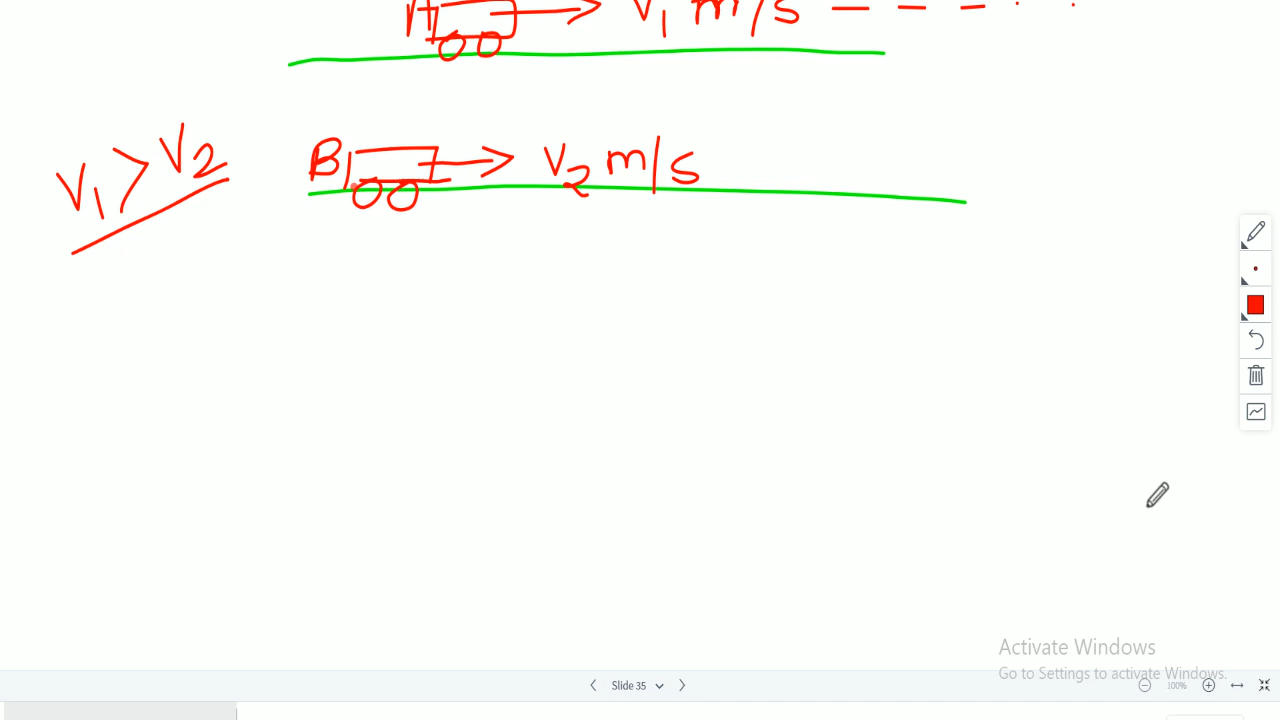 A V1 m/s - - - . .
V1 > V2
B V2 m/s
Activate Windows
Go to Settings to activate Windows.
Slide 35
100%